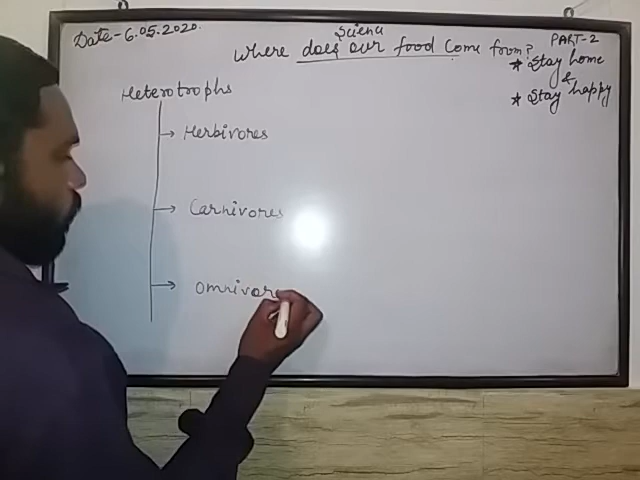 Date-6.05.2020.
Science
Where does our food come from?
PART-2
* Stay home
&
* Stay happy
Heterotrophs
Herbivores
Carnivores
Omnivore